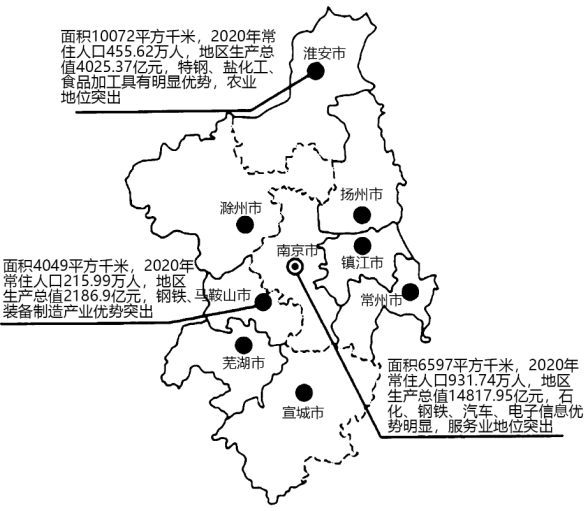 面积10072平方千米，2020年常
住人口455.62万人，地区生产总
值4025.37亿元，特钢、盐化工、
食品加工具有明显优势，农业
地位突出
淮安市
扬州市
滁州市
南京市
镇江市
面积4049平方千米，2020年
常住人口215.99万人，地区
生产总值2186.9亿元，钢铁、
装备制造产业优势突出
马鞍山市
常州市
芜湖市
宣城市
面积6597平方千米，2020年
常住人口931.74万人，地区
生产总值14817.95亿元，石
化、钢铁、汽车、电子信息优
势明显，服务业地位突出